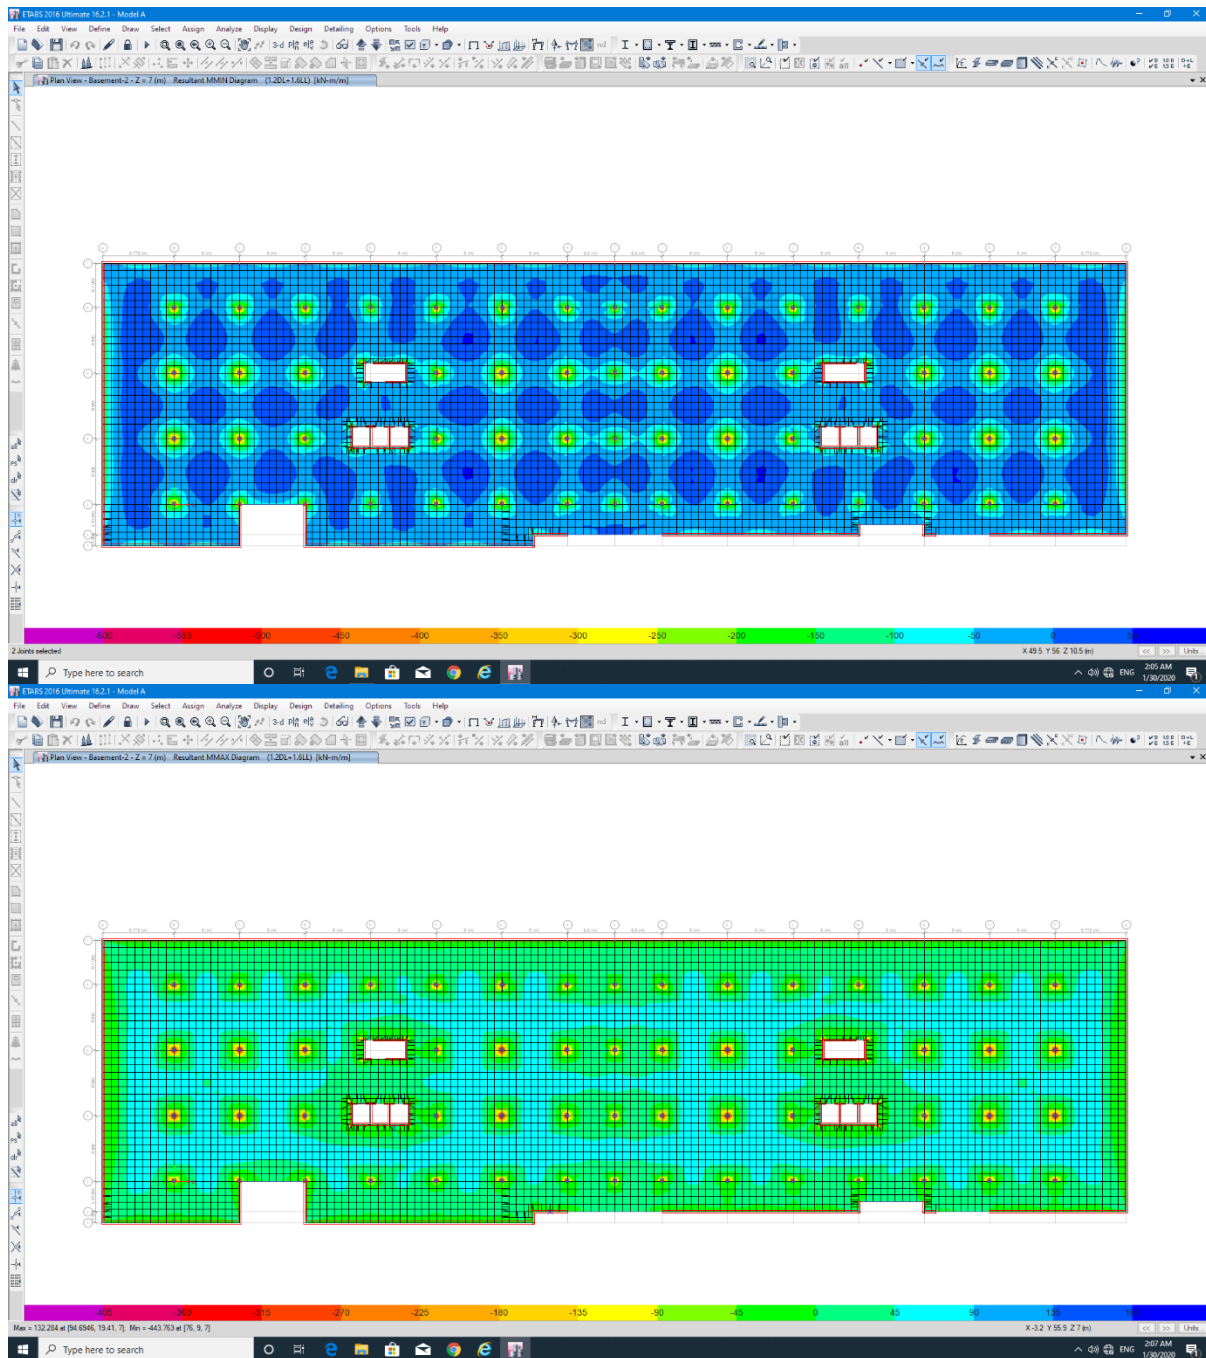 ETABS 2016 Ultimate 16.2.1 - Model A
File Edit View Define Draw Select Assign Analyze Display Design Detailing Options Tools Help
Plan View - Basement-2 - Z = 7 (m) Resultant MMIN Diagram (1.2DL+1.6LL) [kN-m/m]
-600 -550 -500 -450 -400 -350 -300 -250 -200 -150 -100 -50 0
2 Joints selected
X 49.5 Y 56 Z 10.5 (m)
Units...
Type here to search
ENG
2:05 AM
1/30/2020
ETABS 2016 Ultimate 16.2.1 - Model A
File Edit View Define Draw Select Assign Analyze Display Design Detailing Options Tools Help
Plan View - Basement-2 - Z = 7 (m) Resultant MMAX Diagram (1.2DL+1.6LL) [kN-m/m]
-405 -360 -315 -270 -225 -180 -135 -90 -45 0 45 90 135
Max = 132.284 at [94.6946, 19.41, 7]; Min = -443.763 at [76, 9, 7]
X -3.2 Y 55.9 Z 7 (m)
Units...
Type here to search
ENG
2:07 AM
1/30/2020